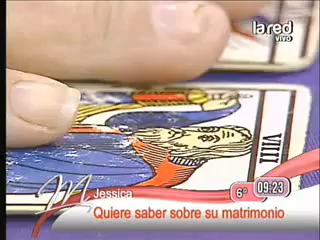 la red
vivo
VIIII
Jessica
6°
09:23
Quiere saber sobre su matrimonio